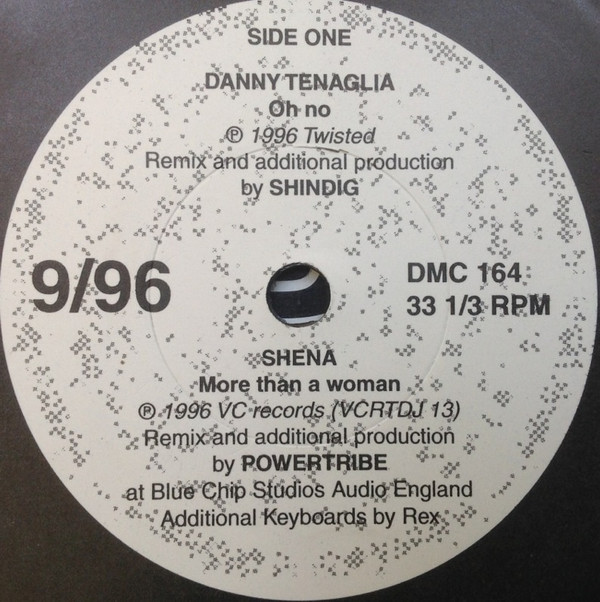 SIDE ONE
DANNY TENAGLIA
Oh no
℗ 1996 Twisted
Remix and additional production
by SHINDIG
9/96
DMC 164
33 1/3 RPM
SHENA
More than a woman
℗ 1996 VC records (VCRTDJ 13)
Remix and additional production
by POWERTRIBE
at Blue Chip Studios Audio England
Additional Keyboards by Rex